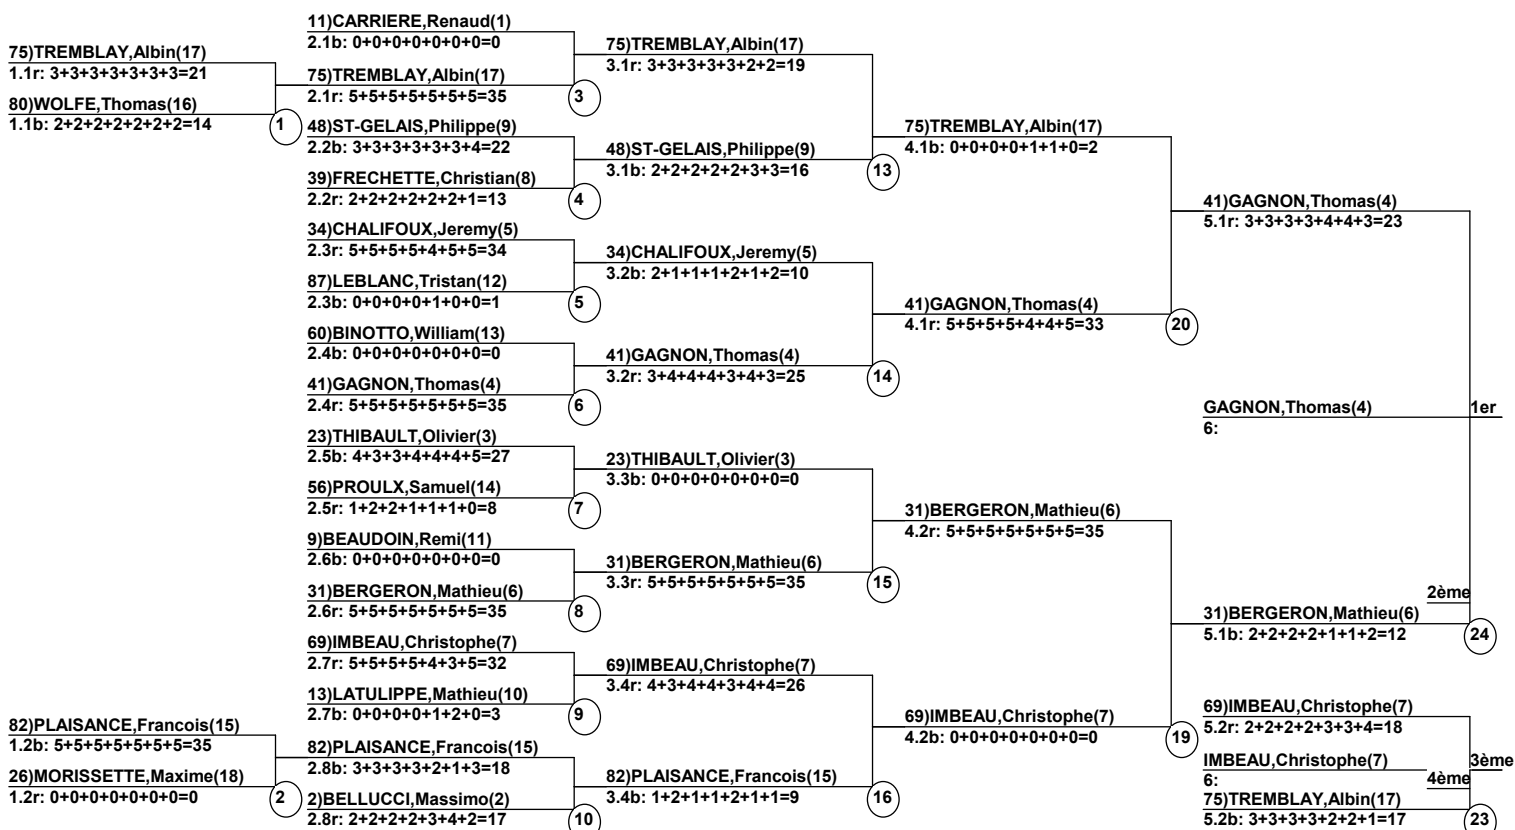 75)TREMBLAY,Albin(17)
1.1r: 3+3+3+3+3+3+3=21
80)WOLFE,Thomas(16)
1.1b: 2+2+2+2+2+2+2=14
1
82)PLAISANCE,Francois(15)
1.2b: 5+5+5+5+5+5+5=35
26)MORISSETTE,Maxime(18)
1.2r: 0+0+0+0+0+0+0=0
2
11)CARRIERE,Renaud(1)
2.1b: 0+0+0+0+0+0+0=0
75)TREMBLAY,Albin(17)
2.1r: 5+5+5+5+5+5+5=35
3
48)ST-GELAIS,Philippe(9)
2.2b: 3+3+3+3+3+3+4=22
39)FRECHETTE,Christian(8)
2.2r: 2+2+2+2+2+2+1=13
4
34)CHALIFOUX,Jeremy(5)
2.3r: 5+5+5+5+4+5+5=34
87)LEBLANC,Tristan(12)
2.3b: 0+0+0+0+1+0+0=1
5
60)BINOTTO,William(13)
2.4b: 0+0+0+0+0+0+0=0
41)GAGNON,Thomas(4)
2.4r: 5+5+5+5+5+5+5=35
6
23)THIBAULT,Olivier(3)
2.5b: 4+3+3+4+4+4+5=27
56)PROULX,Samuel(14)
2.5r: 1+2+2+1+1+1+0=8
7
9)BEAUDOIN,Remi(11)
2.6b: 0+0+0+0+0+0+0=0
31)BERGERON,Mathieu(6)
2.6r: 5+5+5+5+5+5+5=35
8
69)IMBEAU,Christophe(7)
2.7r: 5+5+5+5+4+3+5=32
13)LATULIPPE,Mathieu(10)
2.7b: 0+0+0+0+1+2+0=3
9
82)PLAISANCE,Francois(15)
2.8b: 3+3+3+3+2+1+3=18
2)BELLUCCI,Massimo(2)
2.8r: 2+2+2+2+3+4+2=17
10
75)TREMBLAY,Albin(17)
3.1r: 3+3+3+3+3+2+2=19
48)ST-GELAIS,Philippe(9)
3.1b: 2+2+2+2+2+3+3=16
13
34)CHALIFOUX,Jeremy(5)
3.2b: 2+1+1+1+2+1+2=10
41)GAGNON,Thomas(4)
3.2r: 3+4+4+4+3+4+3=25
14
23)THIBAULT,Olivier(3)
3.3b: 0+0+0+0+0+0+0=0
31)BERGERON,Mathieu(6)
3.3r: 5+5+5+5+5+5+5=35
15
69)IMBEAU,Christophe(7)
3.4r: 4+3+4+4+3+4+4=26
82)PLAISANCE,Francois(15)
3.4b: 1+2+1+1+2+1+1=9
16
75)TREMBLAY,Albin(17)
4.1b: 0+0+0+0+1+1+0=2
41)GAGNON,Thomas(4)
4.1r: 5+5+5+5+4+4+5=33
20
31)BERGERON,Mathieu(6)
4.2r: 5+5+5+5+5+5+5=35
69)IMBEAU,Christophe(7)
4.2b: 0+0+0+0+0+0+0=0
19
41)GAGNON,Thomas(4)
5.1r: 3+3+3+3+4+4+3=23
GAGNON,Thomas(4)
1er
6:
2ème
31)BERGERON,Mathieu(6)
5.1b: 2+2+2+2+1+1+2=12
24
69)IMBEAU,Christophe(7)
5.2r: 2+2+2+2+3+3+4=18
IMBEAU,Christophe(7)
3ème
6:
4ème
75)TREMBLAY,Albin(17)
5.2b: 3+3+3+3+2+2+1=17
23